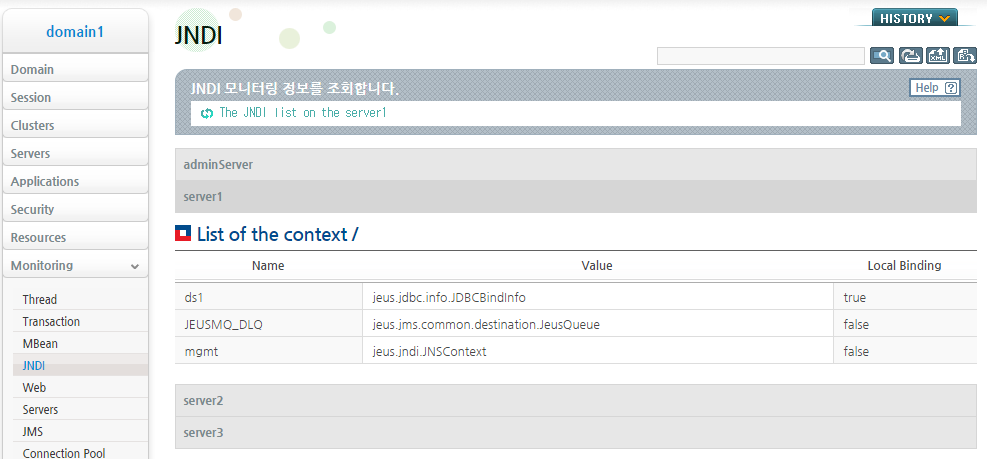 domain1
Domain
Session
Clusters
Servers
Applications
Security
Resources
Monitoring
Thread
Transaction
MBean
JNDI
Web
Servers
JMS
Connection Pool
HISTORY
JNDI
XML
JNDI 모니터링 정보를 조회합니다.
Help ?
The JNDI list on the server1
adminServer
server1
List of the context /
Name Value Local Binding
ds1 jeus.jdbc.info.JDBCBindInfo true
JEUSMQ_DLQ jeus.jms.common.destination.JeusQueue false
mgmt jeus.jndi.JNSContext false
server2
server3